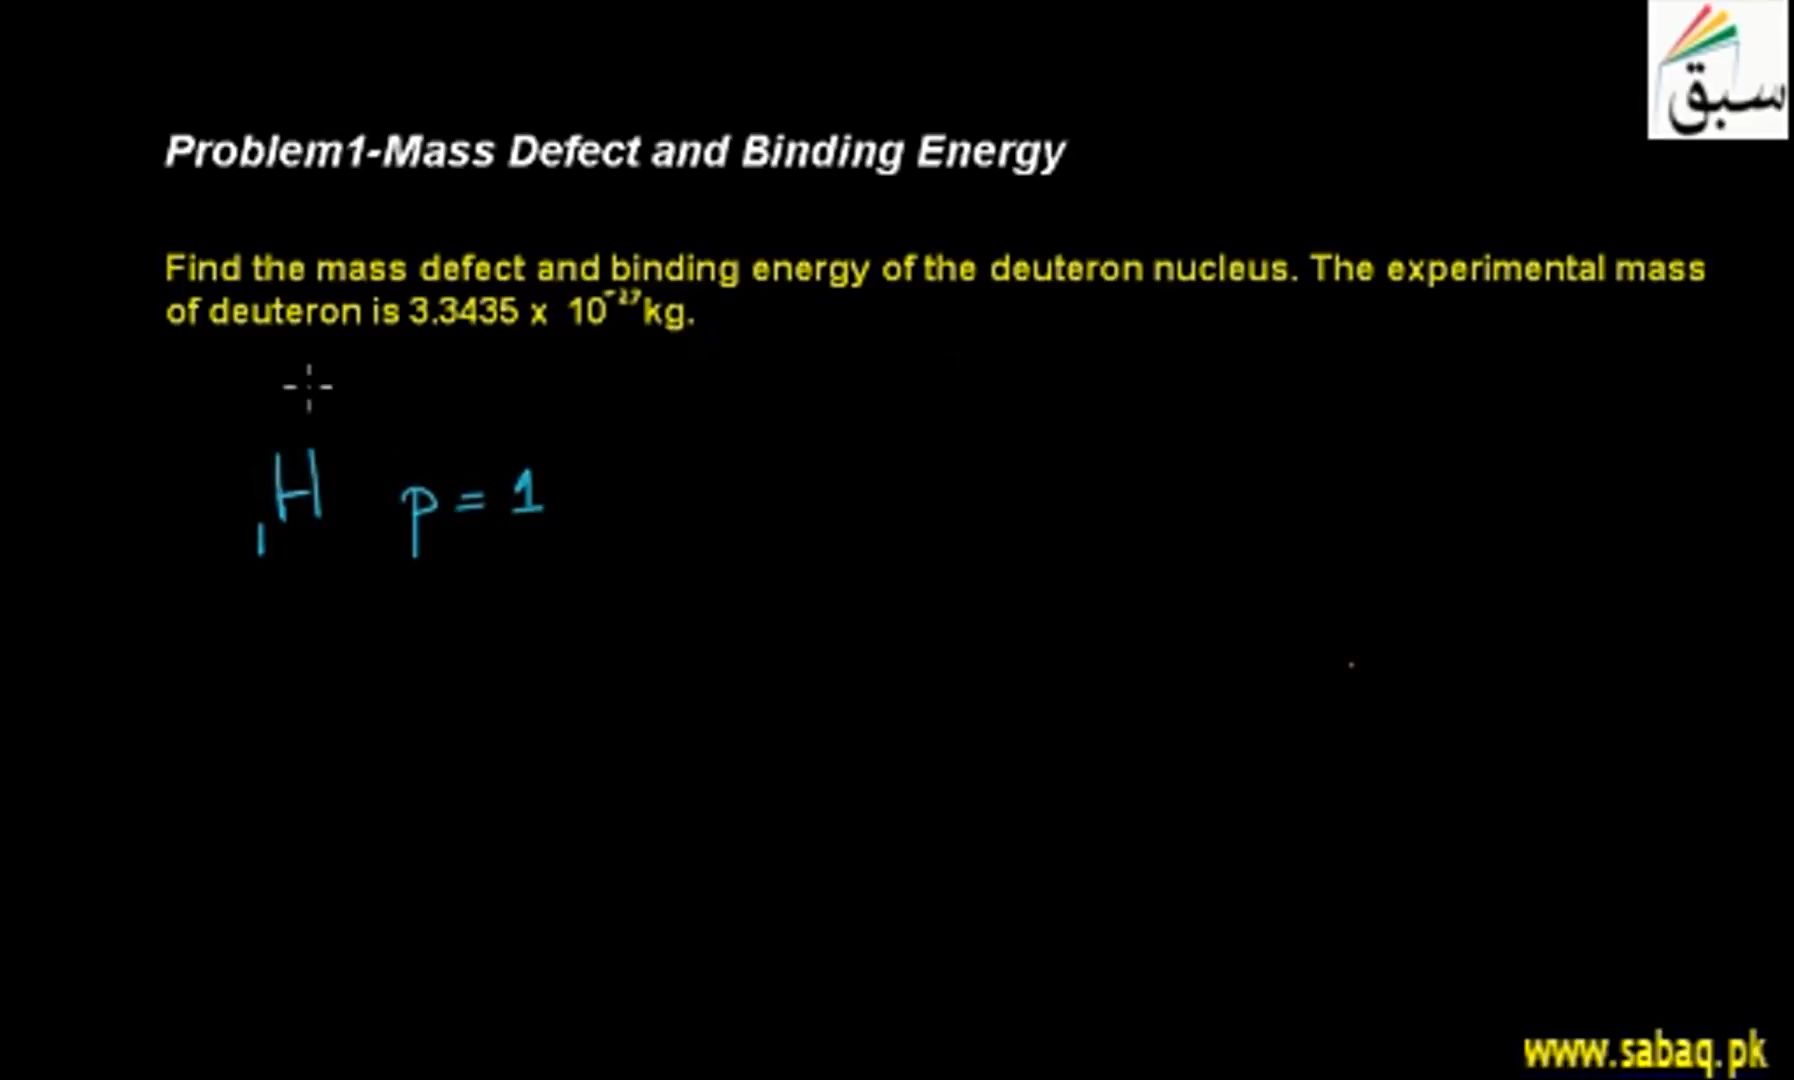 سبق
Problem1-Mass Defect and Binding Energy
Find the mass defect and binding energy of the deuteron nucleus. The experimental mass
of deuteron is 3.3435 x 10⁻²⁷kg.
₁H p = 1
www.sabaq.pk